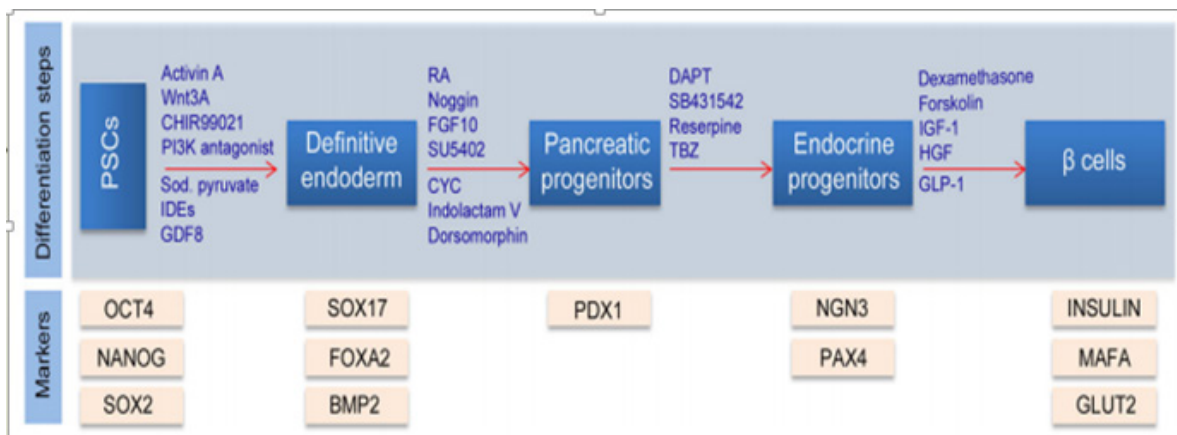 Differentiation steps
PSCs
Activin A
Wnt3A
CHIR99021
PI3K antagonist
Sod. pyruvate
IDEs
GDF8
Definitive
endoderm
RA
Noggin
FGF10
SU5402
CYC
Indolactam V
Dorsomorphin
Pancreatic
progenitors
DAPT
SB431542
Reserpine
TBZ
Endocrine
progenitors
Dexamethasone
Forskolin
IGF-1
HGF
GLP-1
β cells
Markers
OCT4
NANOG
SOX2
SOX17
FOXA2
BMP2
PDX1
NGN3
PAX4
INSULIN
MAFA
GLUT2